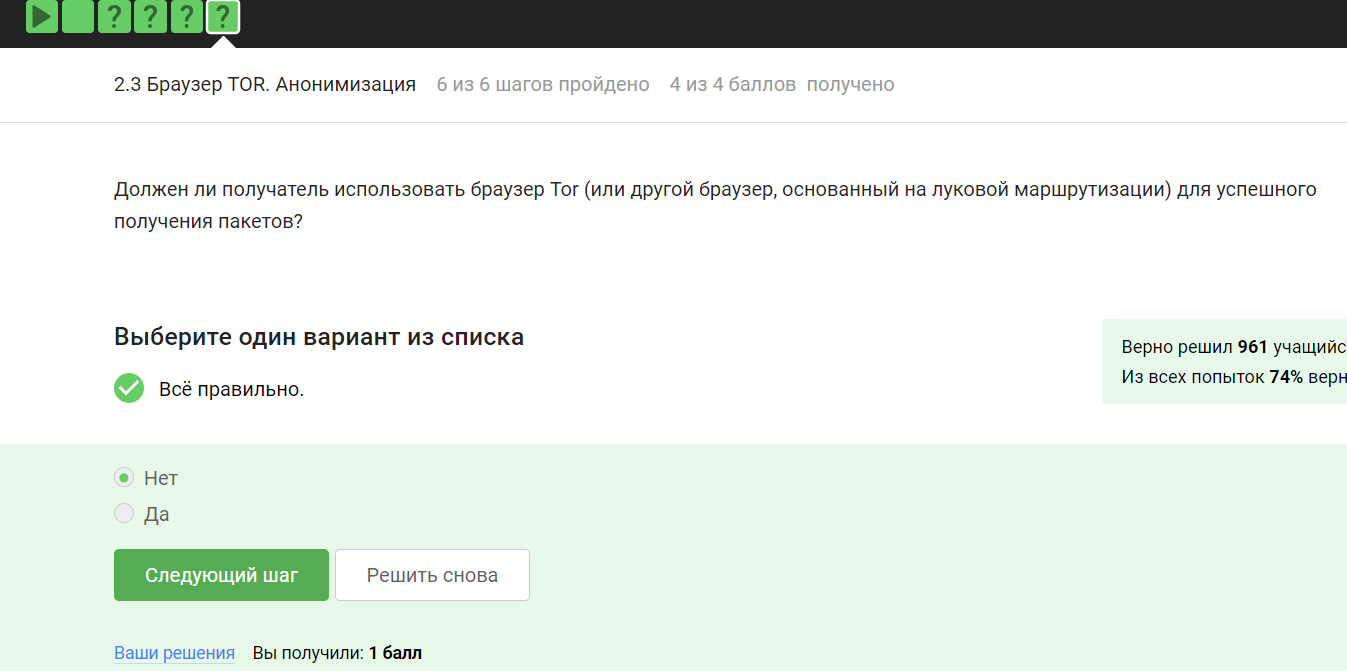 ? ? ? ?
2.3 Браузер TOR. Анонимизация 6 из 6 шагов пройдено 4 из 4 баллов получено
Должен ли получатель использовать браузер Tor (или другой браузер, основанный на луковой маршрутизации) для успешного
получения пакетов?
Выберите один вариант из списка
Верно решил 961 учащийс
Из всех попыток 74% верн
Всё правильно.
Нет
Да
Следующий шаг Решить снова
Ваши решения Вы получили: 1 балл